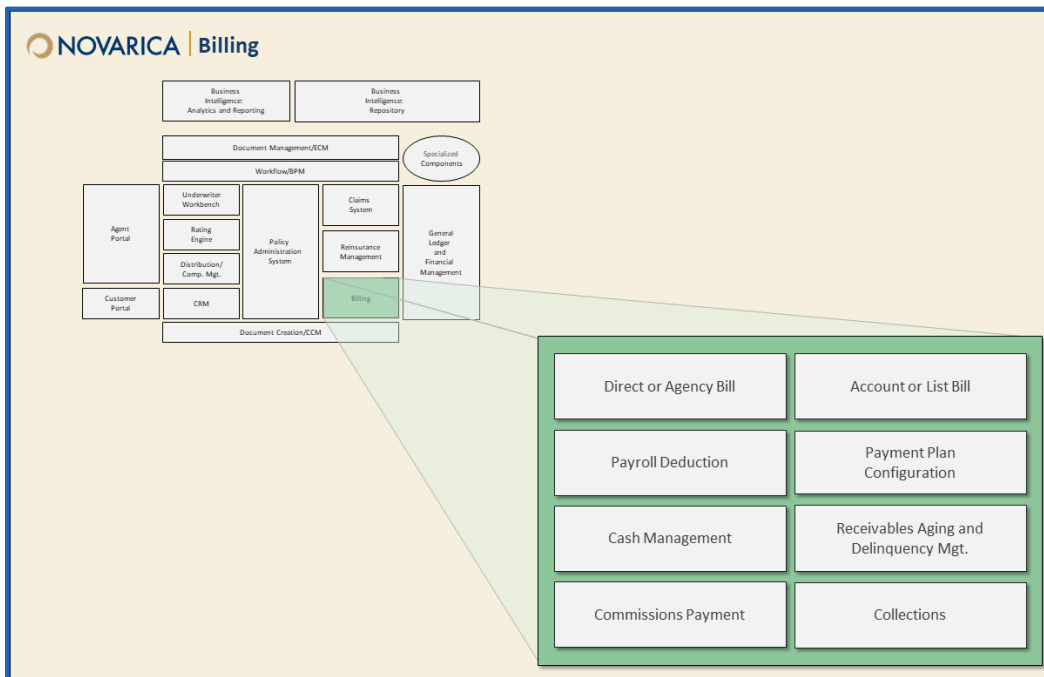 NOVARICA | Billing
Business
Intelligence:
Analytics and Reporting
Business
Intelligence:
Repository
Document Management/ECM
Specialized
Components
Workflow/BPM
Agent
Portal
Underwriter
Workbench
Rating
Engine
Distribution/
Comp. Mgt.
Policy
Administration
System
Claims
System
Reinsurance
Management
General
Ledger
and
Financial
Management
Customer
Portal
CRM
Billing
Document Creation/CCM
Direct or Agency Bill
Account or List Bill
Payroll Deduction
Payment Plan
Configuration
Cash Management
Receivables Aging and
Delinquency Mgt.
Commissions Payment
Collections